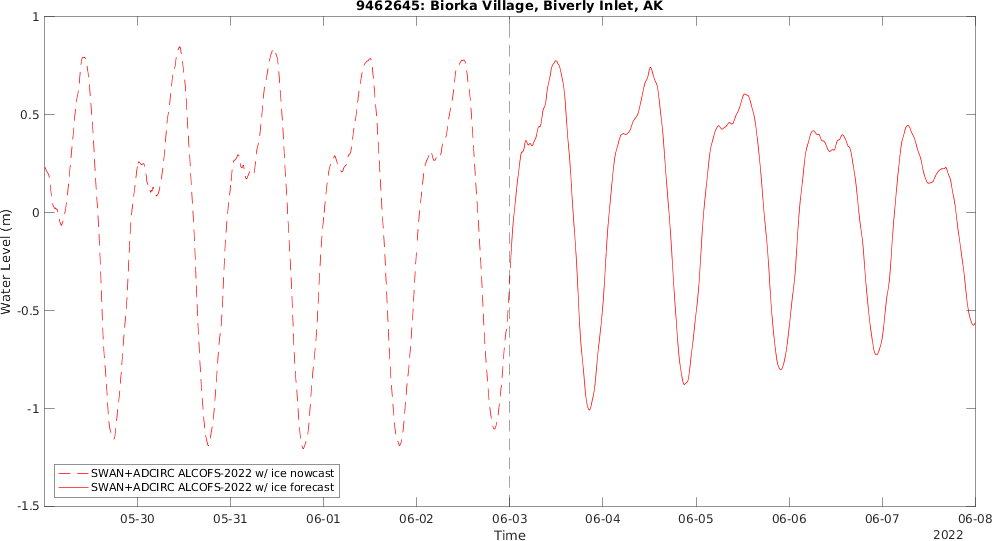 9462645: Biorka Village, Biverly Inlet, AK
1
0.5
0
-0.5
-1
-1.5
Water Level (m)
SWAN+ADCIRC ALCOFS-2022 w/ ice nowcast
SWAN+ADCIRC ALCOFS-2022 w/ ice forecast
05-30 05-31 06-01 06-02 06-03 06-04 06-05 06-06 06-07 06-08
Time
2022